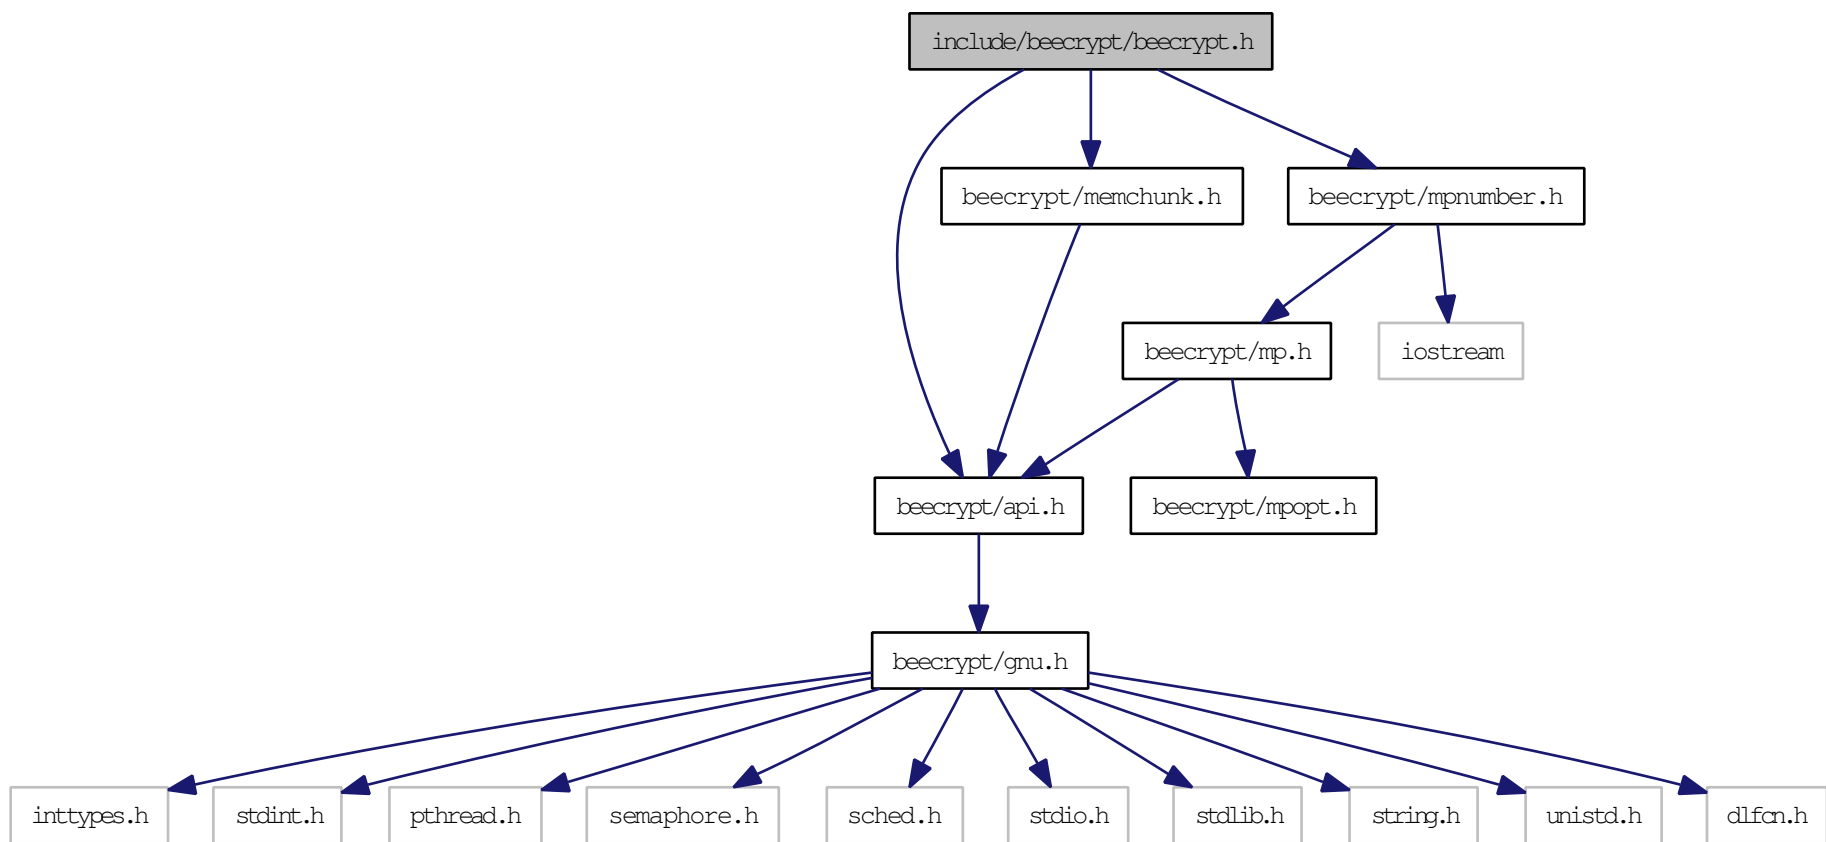 include/beecrypt/beecrypt.h
beecrypt/memchunk.h
beecrypt/mpnumber.h
beecrypt/mp.h
iostream
beecrypt/api.h
beecrypt/mpopt.h
beecrypt/gnu.h
inttypes.h
stdint.h
pthread.h
semaphore.h
sched.h
stdio.h
stdlib.h
string.h
unistd.h
dlfcn.h